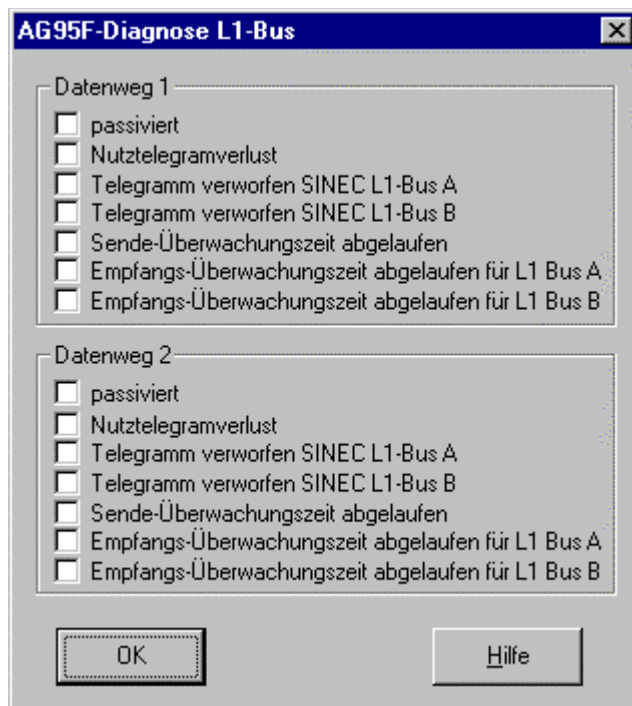 AG95F-Diagnose L1-Bus
Datenweg 1
passiviert
Nutztelegramverlust
Telegramm verworfen SINEC L1-Bus A
Telegramm verworfen SINEC L1-Bus B
Sende-Überwachungszeit abgelaufen
Empfangs-Überwachungszeit abgelaufen für L1 Bus A
Empfangs-Überwachungszeit abgelaufen für L1 Bus B
Datenweg 2
passiviert
Nutztelegramverlust
Telegramm verworfen SINEC L1-Bus A
Telegramm verworfen SINEC L1-Bus B
Sende-Überwachungszeit abgelaufen
Empfangs-Überwachungszeit abgelaufen für L1 Bus A
Empfangs-Überwachungszeit abgelaufen für L1 Bus B
OK
Hilfe